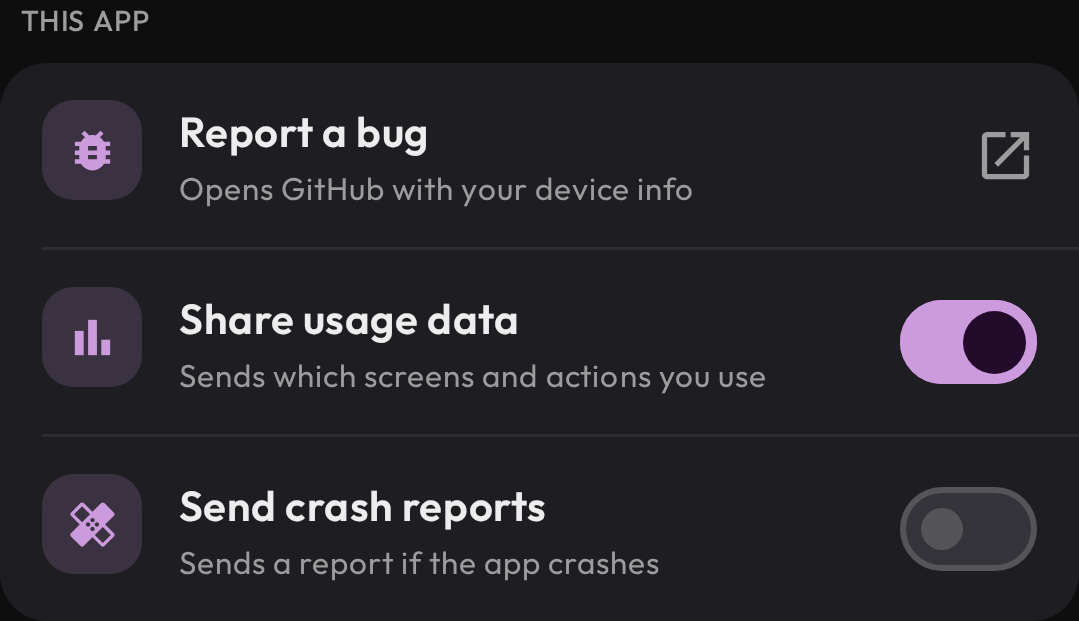 THIS APP
Report a bug
Opens GitHub with your device info
Share usage data
Sends which screens and actions you use
Send crash reports
Sends a report if the app crashes